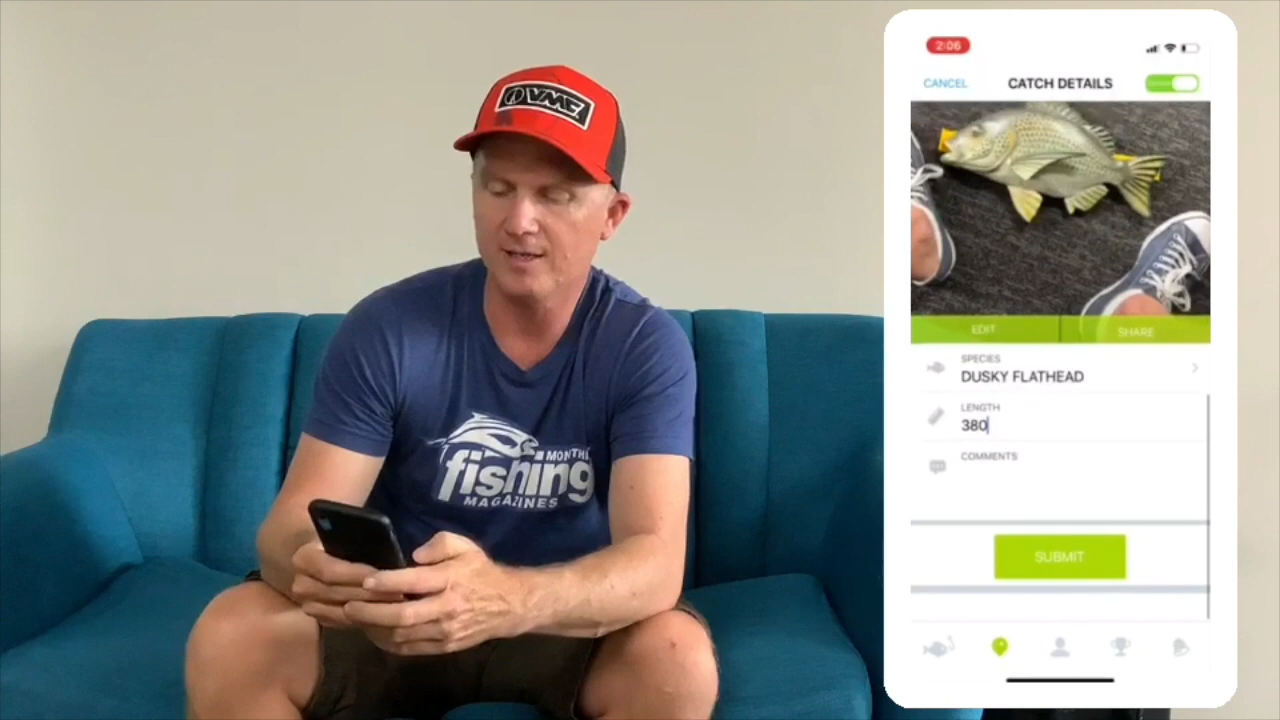 VMC
MONTHLY
fishing
MAGAZINES
2:06
CANCEL
CATCH DETAILS
EDIT
SHARE
SPECIES
DUSKY FLATHEAD
LENGTH
380
COMMENTS
SUBMIT